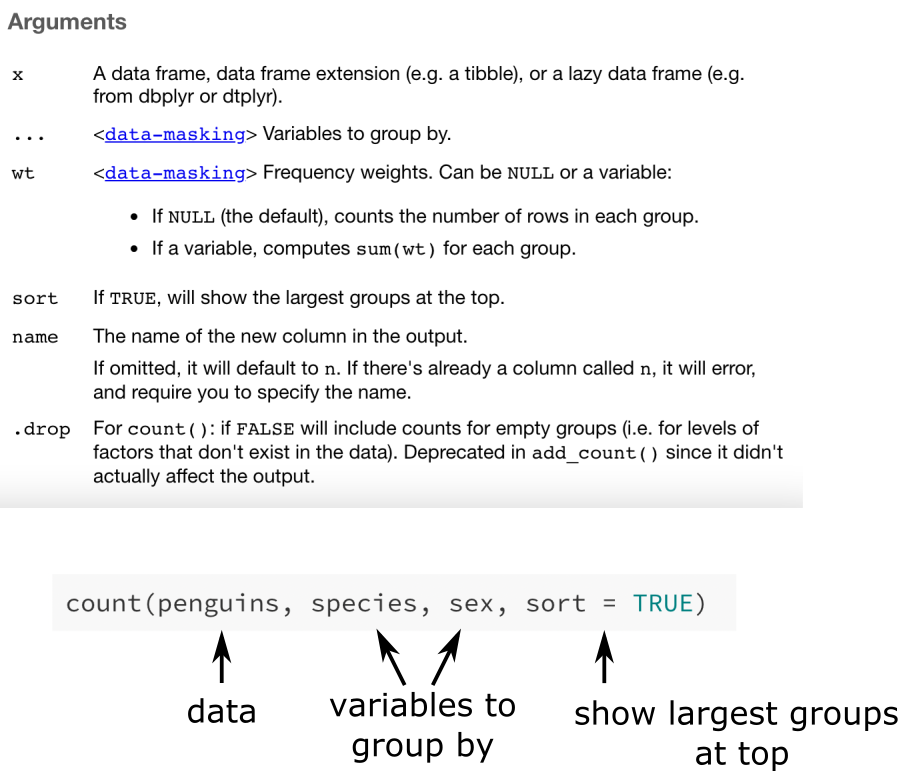 Arguments
x A data frame, data frame extension (e.g. a tibble), or a lazy data frame (e.g.
from dbplyr or dtplyr).
... <data-masking> Variables to group by.
wt <data-masking> Frequency weights. Can be NULL or a variable:
• If NULL (the default), counts the number of rows in each group.
• If a variable, computes sum(wt) for each group.
sort If TRUE, will show the largest groups at the top.
name The name of the new column in the output.
If omitted, it will default to n. If there's already a column called n, it will error,
and require you to specify the name.
.drop For count(): if FALSE will include counts for empty groups (i.e. for levels of
factors that don't exist in the data). Deprecated in add_count() since it didn't
actually affect the output.
count(penguins, species, sex, sort = TRUE)
data
variables to
group by
show largest groups
at top